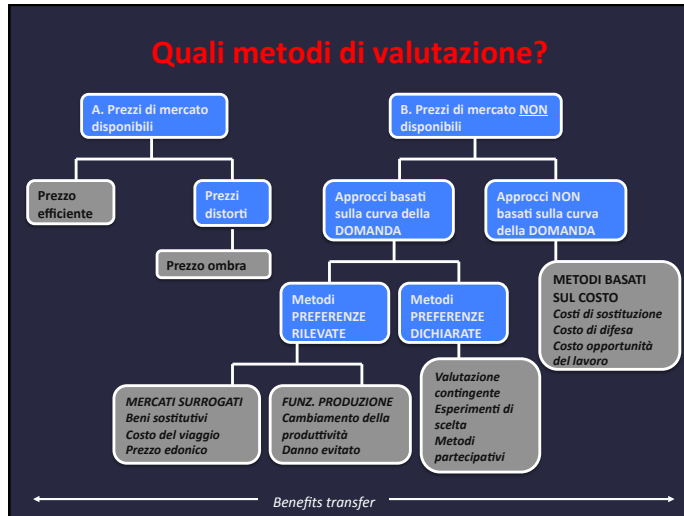 Quali metodi di valutazione?
A. Prezzi di mercato
disponibili
B. Prezzi di mercato NON
disponibili
Prezzo
efficiente
Prezzi
distorti
Approcci basati
sulla curva della
DOMANDA
Approcci NON
basati sulla curva
della DOMANDA
Prezzo ombra
METODI BASATI
SUL COSTO
Costi di sostituzione
Costo di difesa
Costo opportunità
del lavoro
Metodi
PREFERENZE
RILEVATE
Metodi
PREFERENZE
DICHIARATE
MERCATI SURROGATI
Beni sostitutivi
Costo del viaggio
Prezzo edonico
FUNZ. PRODUZIONE
Cambiamento della
produttività
Danno evitato
Valutazione
contingente
Esperimenti di
scelta
Metodi
partecipativi
Benefits transfer